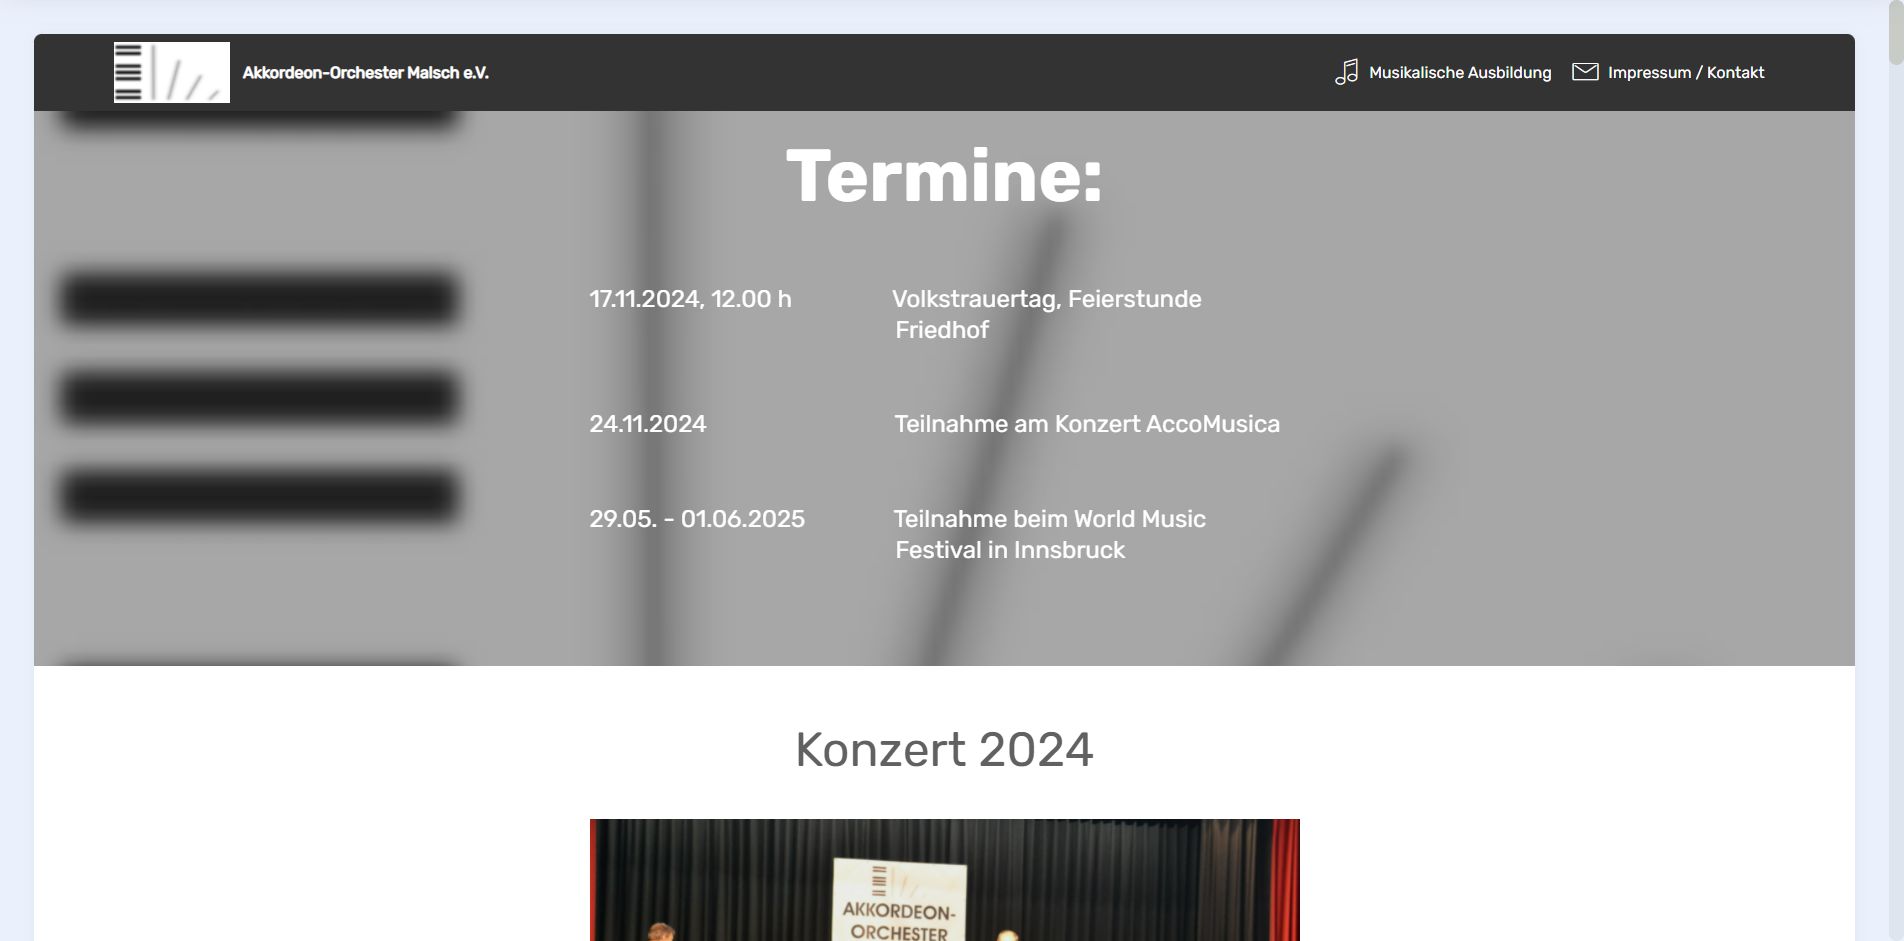 Akkordeon-Orchester Malsch e.V.
Musikalische Ausbildung
Impressum / Kontakt
Termine:
17.11.2024, 12.00 h
Volkstrauertag, Feierstunde
Friedhof
24.11.2024
Teilnahme am Konzert AccoMusica
29.05. - 01.06.2025
Teilnahme beim World Music
Festival in Innsbruck
Konzert 2024
AKKORDEON-
ORCHESTER